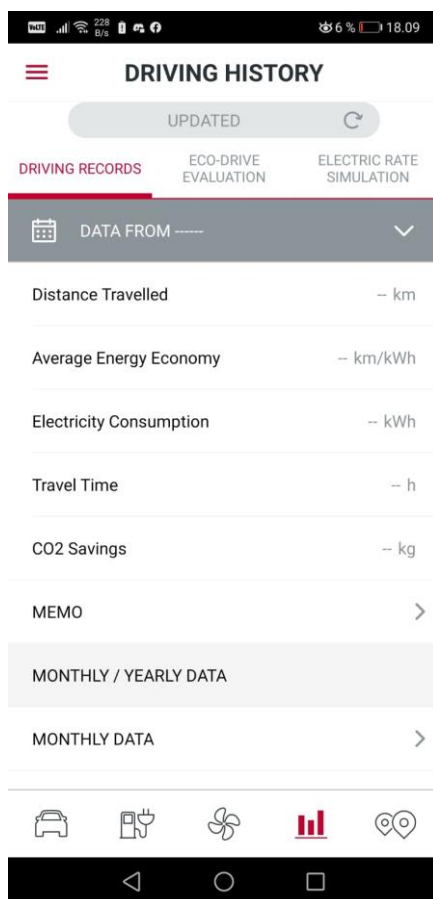 VoLTE 228 B/s 6 % 18.09
DRIVING HISTORY
UPDATED
DRIVING RECORDS
ECO-DRIVE
EVALUATION
ELECTRIC RATE
SIMULATION
DATA FROM ------
Distance Travelled -- km
Average Energy Economy -- km/kWh
Electricity Consumption -- kWh
Travel Time -- h
CO2 Savings -- kg
MEMO
MONTHLY / YEARLY DATA
MONTHLY DATA